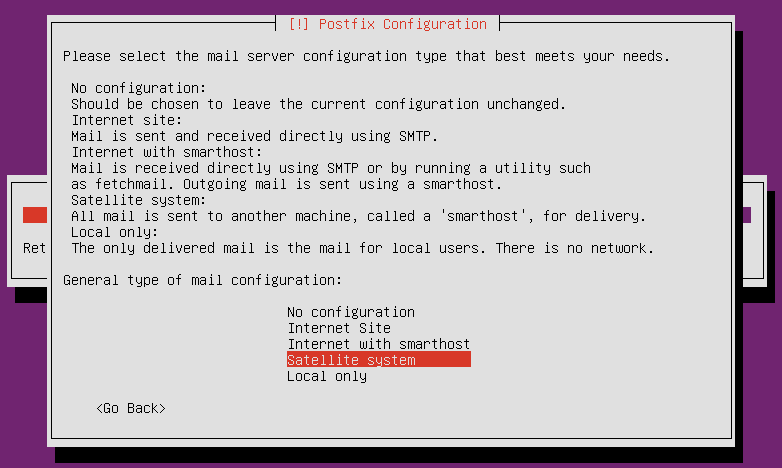 [!] Postfix Configuration
Please select the mail server configuration type that best meets your needs.
No configuration:
Should be chosen to leave the current configuration unchanged.
Internet site:
Mail is sent and received directly using SMTP.
Internet with smarthost:
Mail is received directly using SMTP or by running a utility such
as fetchmail. Outgoing mail is sent using a smarthost.
Satellite system:
All mail is sent to another machine, called a 'smarthost', for delivery.
Local only:
Ret
The only delivered mail is the mail for local users. There is no network.
General type of mail configuration:
No configuration
Internet Site
Internet with smarthost
Satellite system
Local only
<Go Back>